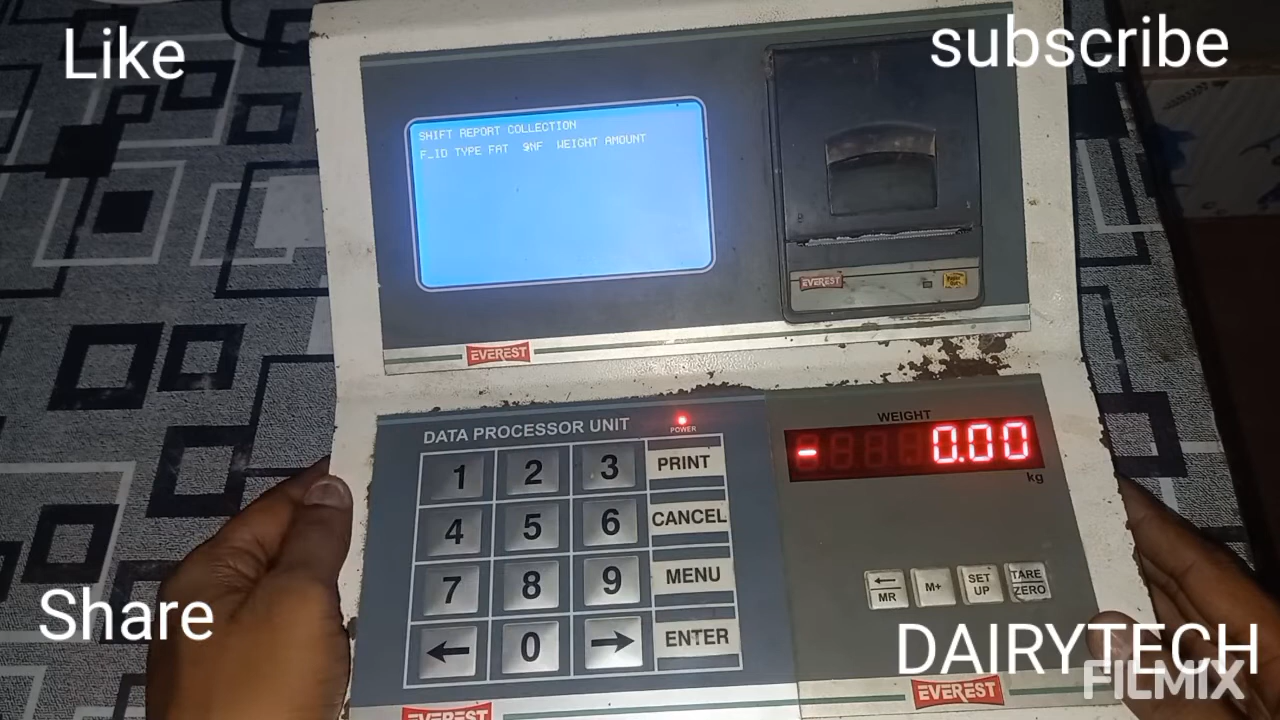 Like
subscribe
SHIFT REPORT COLLECTION
F_ID TYPE FAT SNF WEIGHT AMOUNT
EVEREST
EVEREST
DATA PROCESSOR UNIT
POWER
WEIGHT
- 0.00
kg
1 2 3 PRINT
4 5 6 CANCEL
7 8 9 MENU
← 0 → ENTER
← MR
M+
SET UP
TARE ZERO
Share
DAIRYTECH
FILMIX
EVEREST
EVEREST